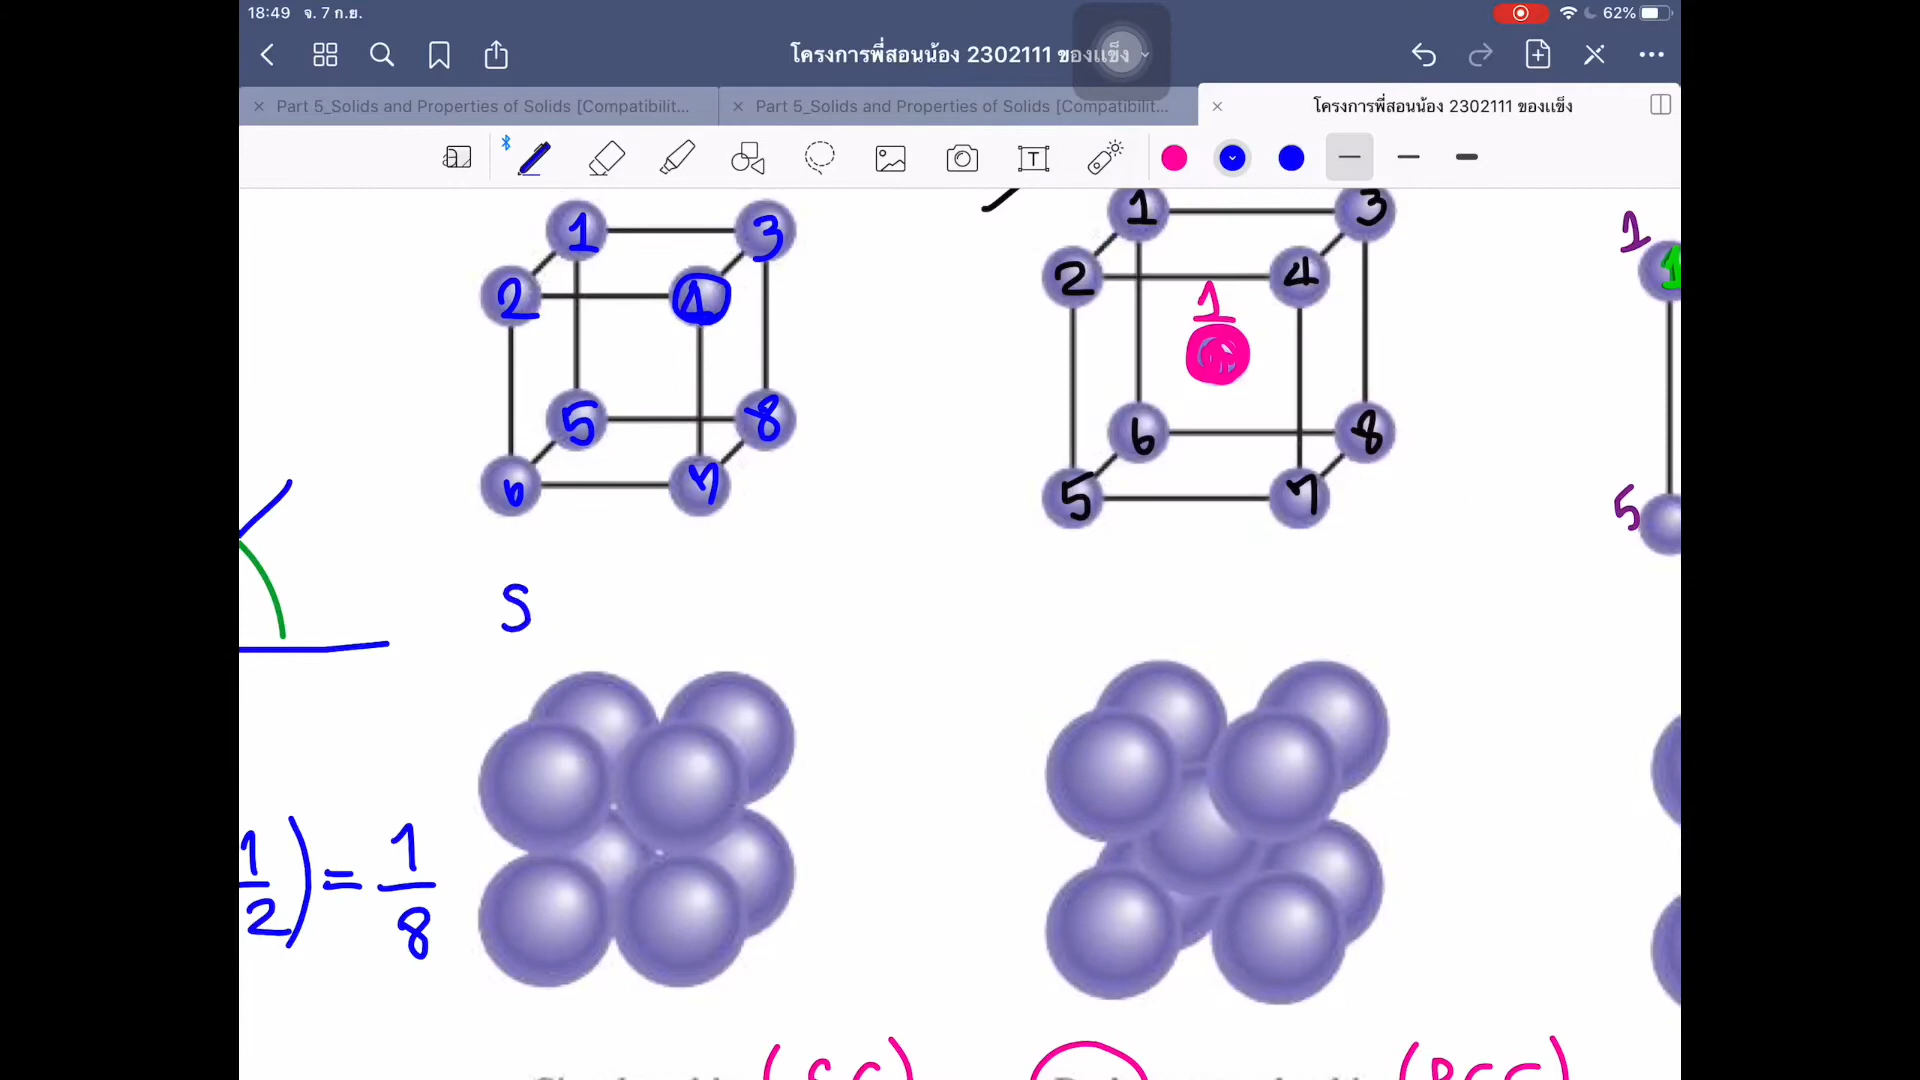 18:49 จ. 7 ก.ย.
62%
โครงการพี่สอนน้อง 2302111 ของแข็ง
Part 5_Solids and Properties of Solids [Compatibilit...
Part 5_Solids and Properties of Solids [Compatibilit...
โครงการพี่สอนน้อง 2302111 ของแข็ง
T
1 3
2
5 8
6 7
1 3
2 4
1
6 8
5 7
1
1
5
S
1/2) = 1/8